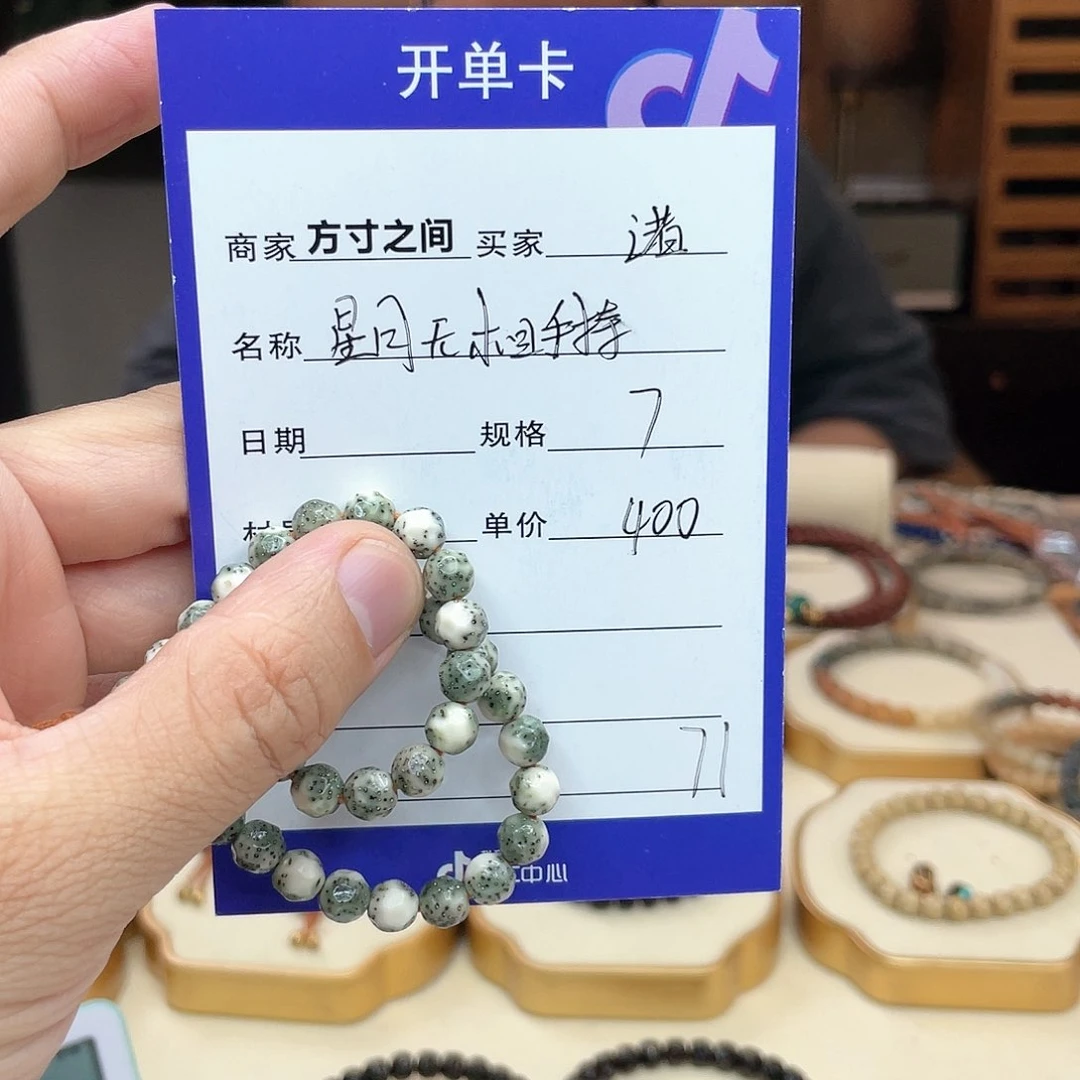 开单卡
商家 方寸之间 买家
名称 星月无相手持
日期 规格 7
单价 400
71
中心